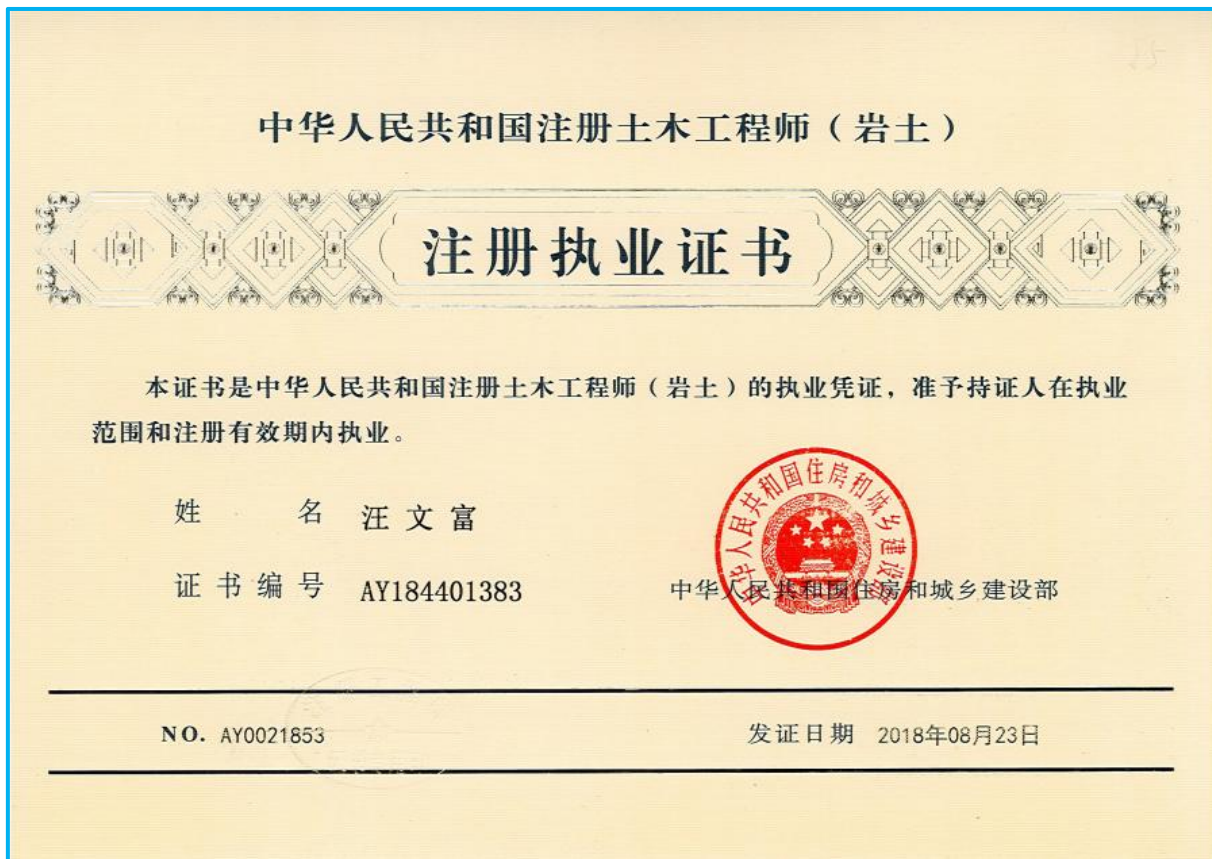 中华人民共和国注册土木工程师（岩土）
注册执业证书
本证书是中华人民共和国注册土木工程师（岩土）的执业凭证，准予持证人在执业
范围和注册有效期内执业。
姓 名 汪文富
中华人民共和国住房和城乡建设部
证书编号 AY184401383
中华人民共和国住房和城乡建设部
NO. AY0021853 发证日期 2018年08月23日